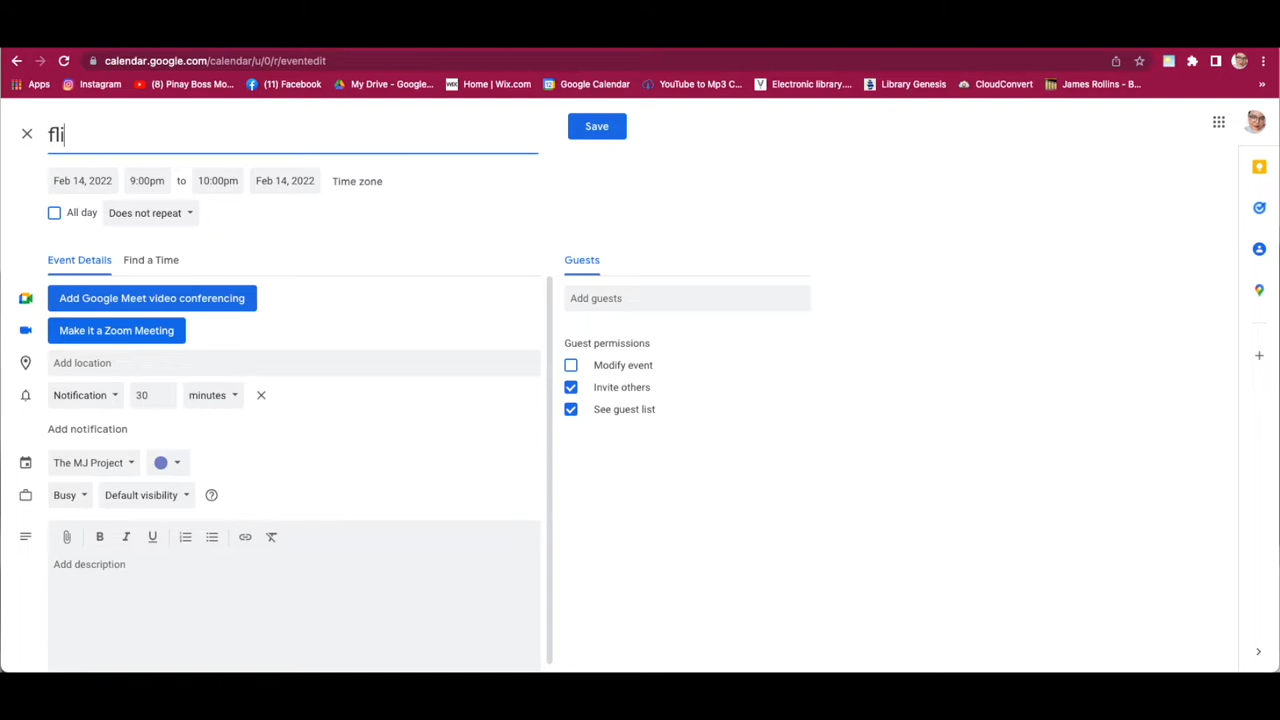 calendar.google.com/calendar/u/0/r/eventedit
Apps Instagram (8) Pinay Boss Mo... (11) Facebook My Drive - Google... Home | Wix.com Google Calendar YouTube to Mp3 C... Electronic library.... Library Genesis CloudConvert James Rollins - B... »
fli
Save
Feb 14, 2022 9:00pm to 10:00pm Feb 14, 2022 Time zone
All day Does not repeat
Event Details Find a Time Guests
Add Google Meet video conferencing Add guests
Make it a Zoom Meeting
Guest permissions
Add location Modify event
Invite others
Notification 30 minutes
See guest list
Add notification
The MJ Project
Busy Default visibility
B I U
Add description